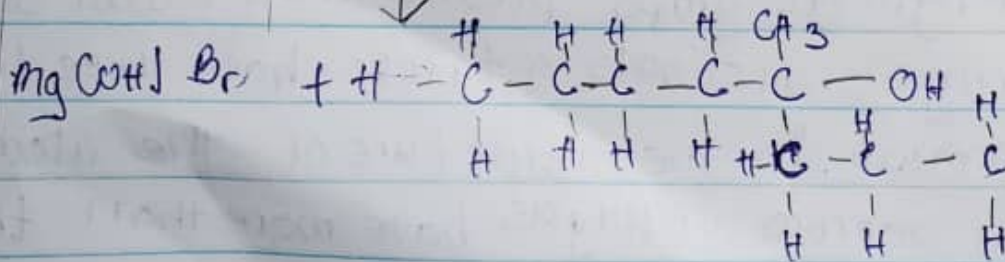 H H H H CH3
mg (OH) Br + H - C - C - C - C - C - OH H
H H H H H - C - C - C
H H H